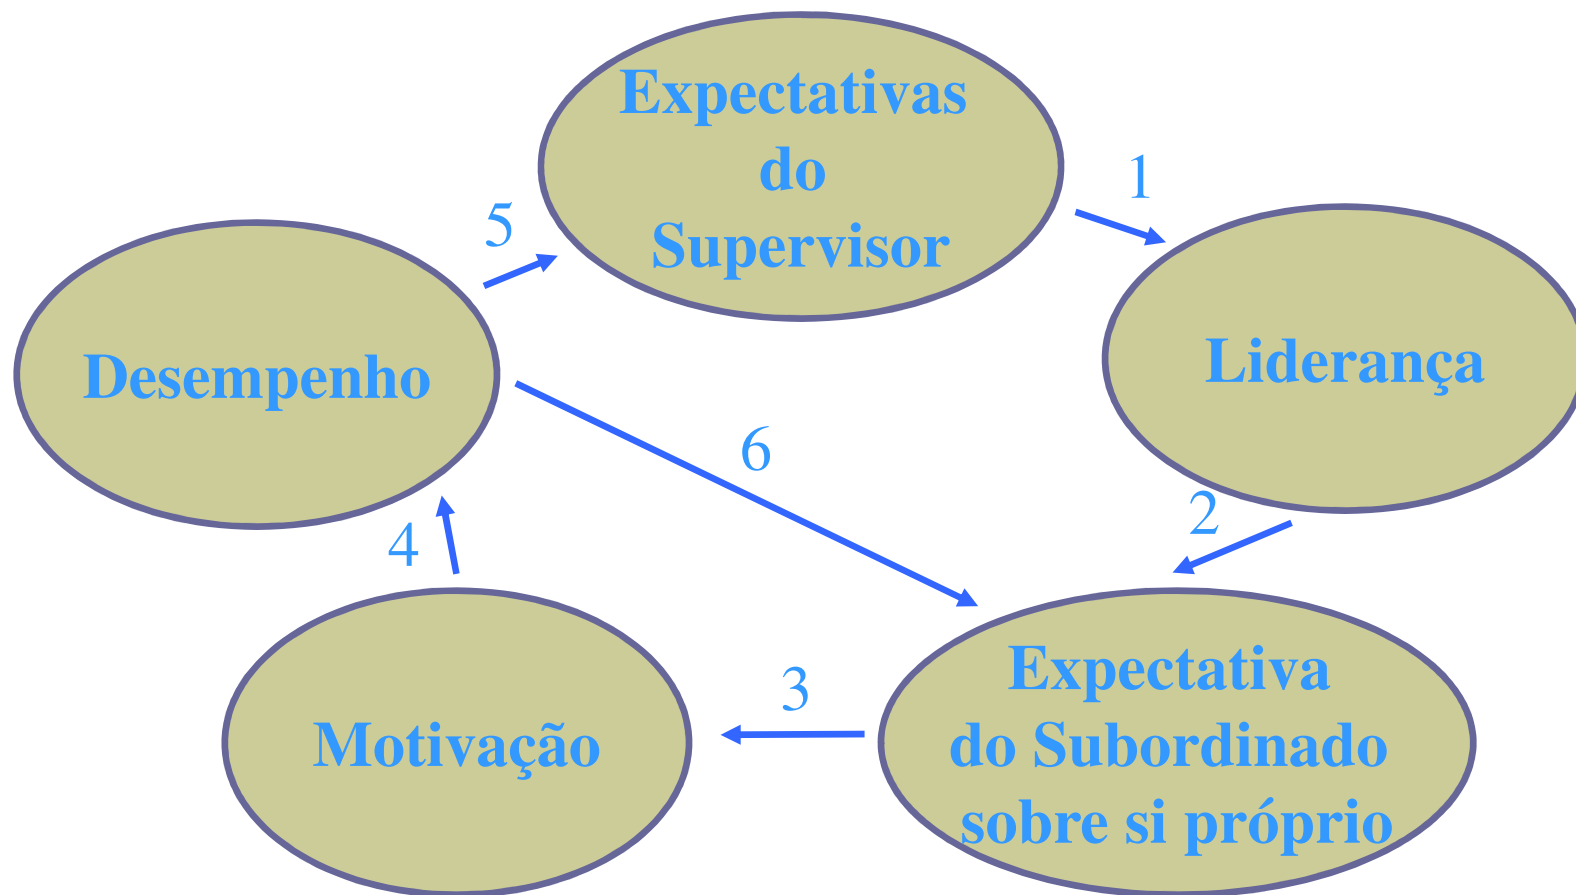 Expectativas
do
Supervisor
1
5
Liderança
Desempenho
6
2
4
Expectativa
do Subordinado
sobre si próprio
3
Motivação